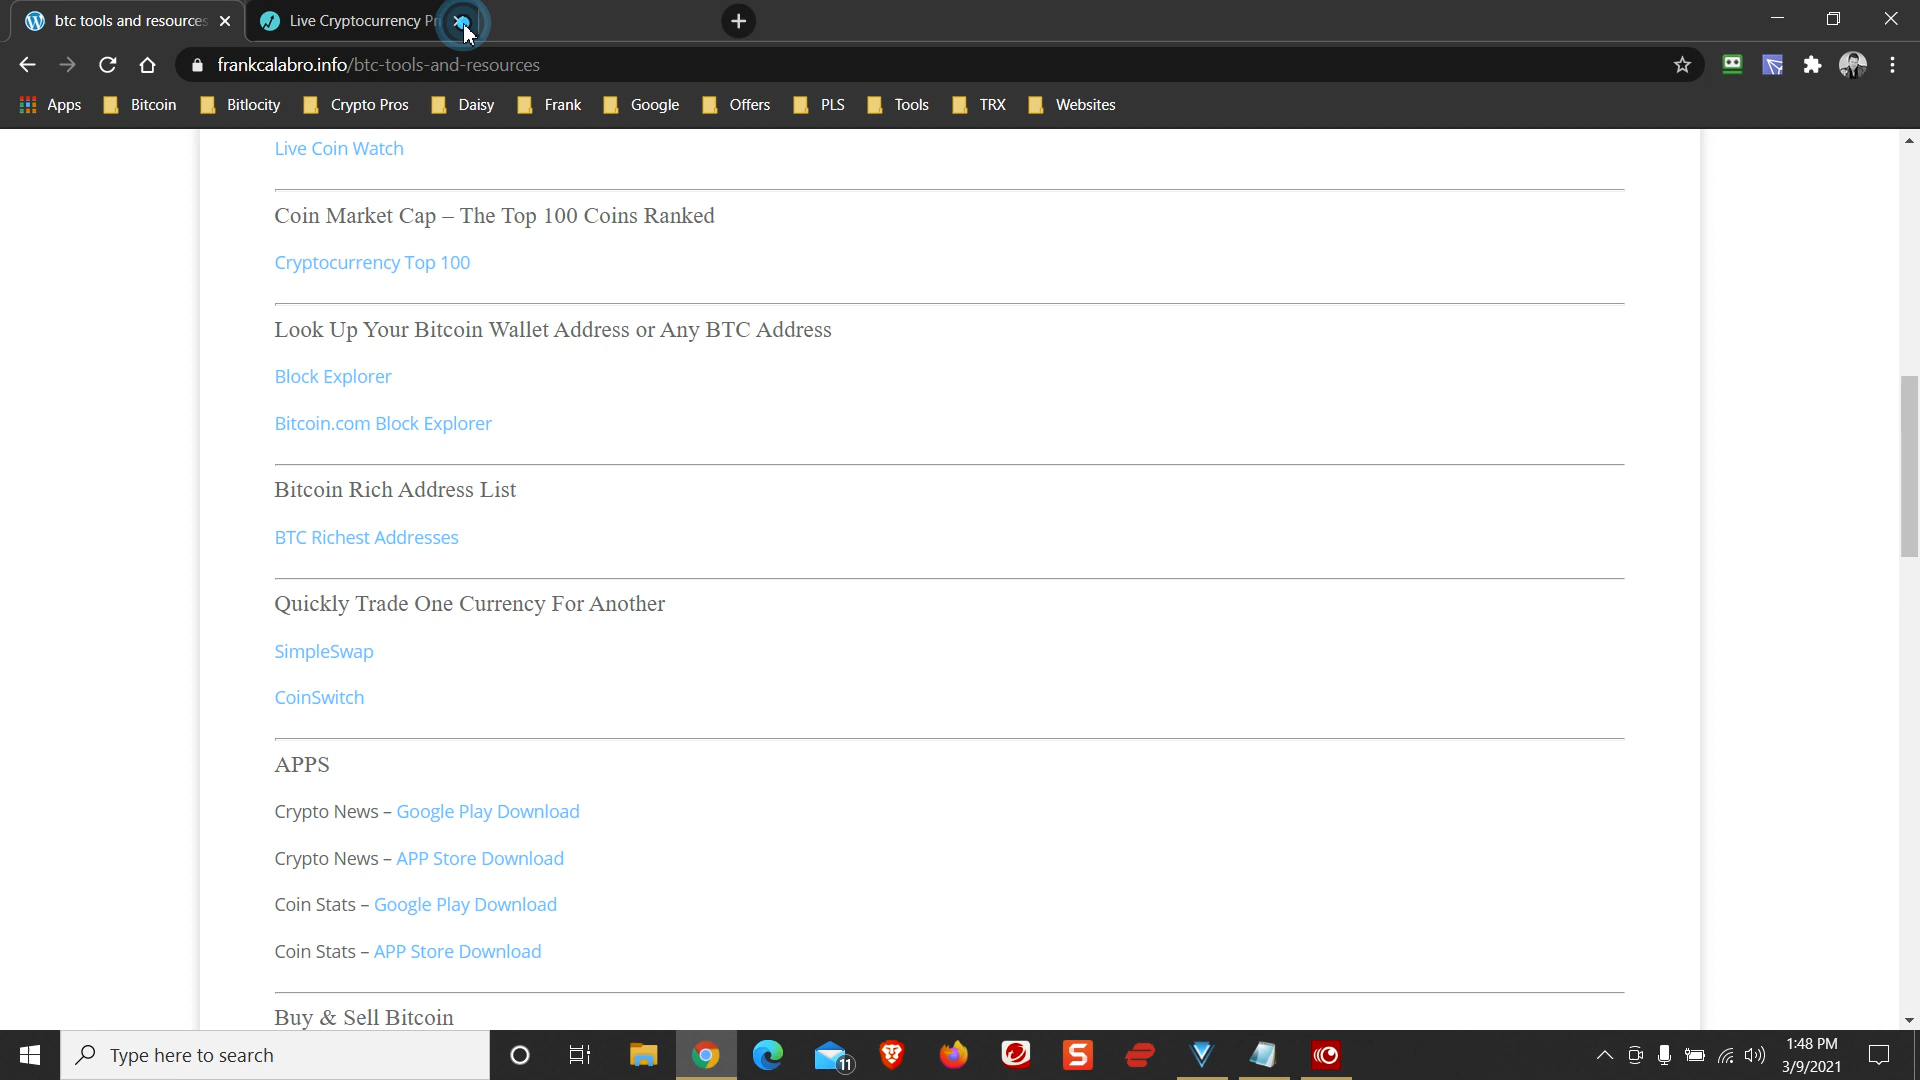 btc tools and resources
Live Cryptocurrency Pr
frankcalabro.info/btc-tools-and-resources
Apps Bitcoin Bitlocity Crypto Pros Daisy Frank Google Offers PLS Tools TRX Websites
Live Coin Watch
Coin Market Cap – The Top 100 Coins Ranked
Cryptocurrency Top 100
Look Up Your Bitcoin Wallet Address or Any BTC Address
Block Explorer
Bitcoin.com Block Explorer
Bitcoin Rich Address List
BTC Richest Addresses
Quickly Trade One Currency For Another
SimpleSwap
CoinSwitch
APPS
Crypto News – Google Play Download
Crypto News – APP Store Download
Coin Stats – Google Play Download
Coin Stats – APP Store Download
Buy & Sell Bitcoin
Type here to search
11
S
1:48 PM
3/9/2021